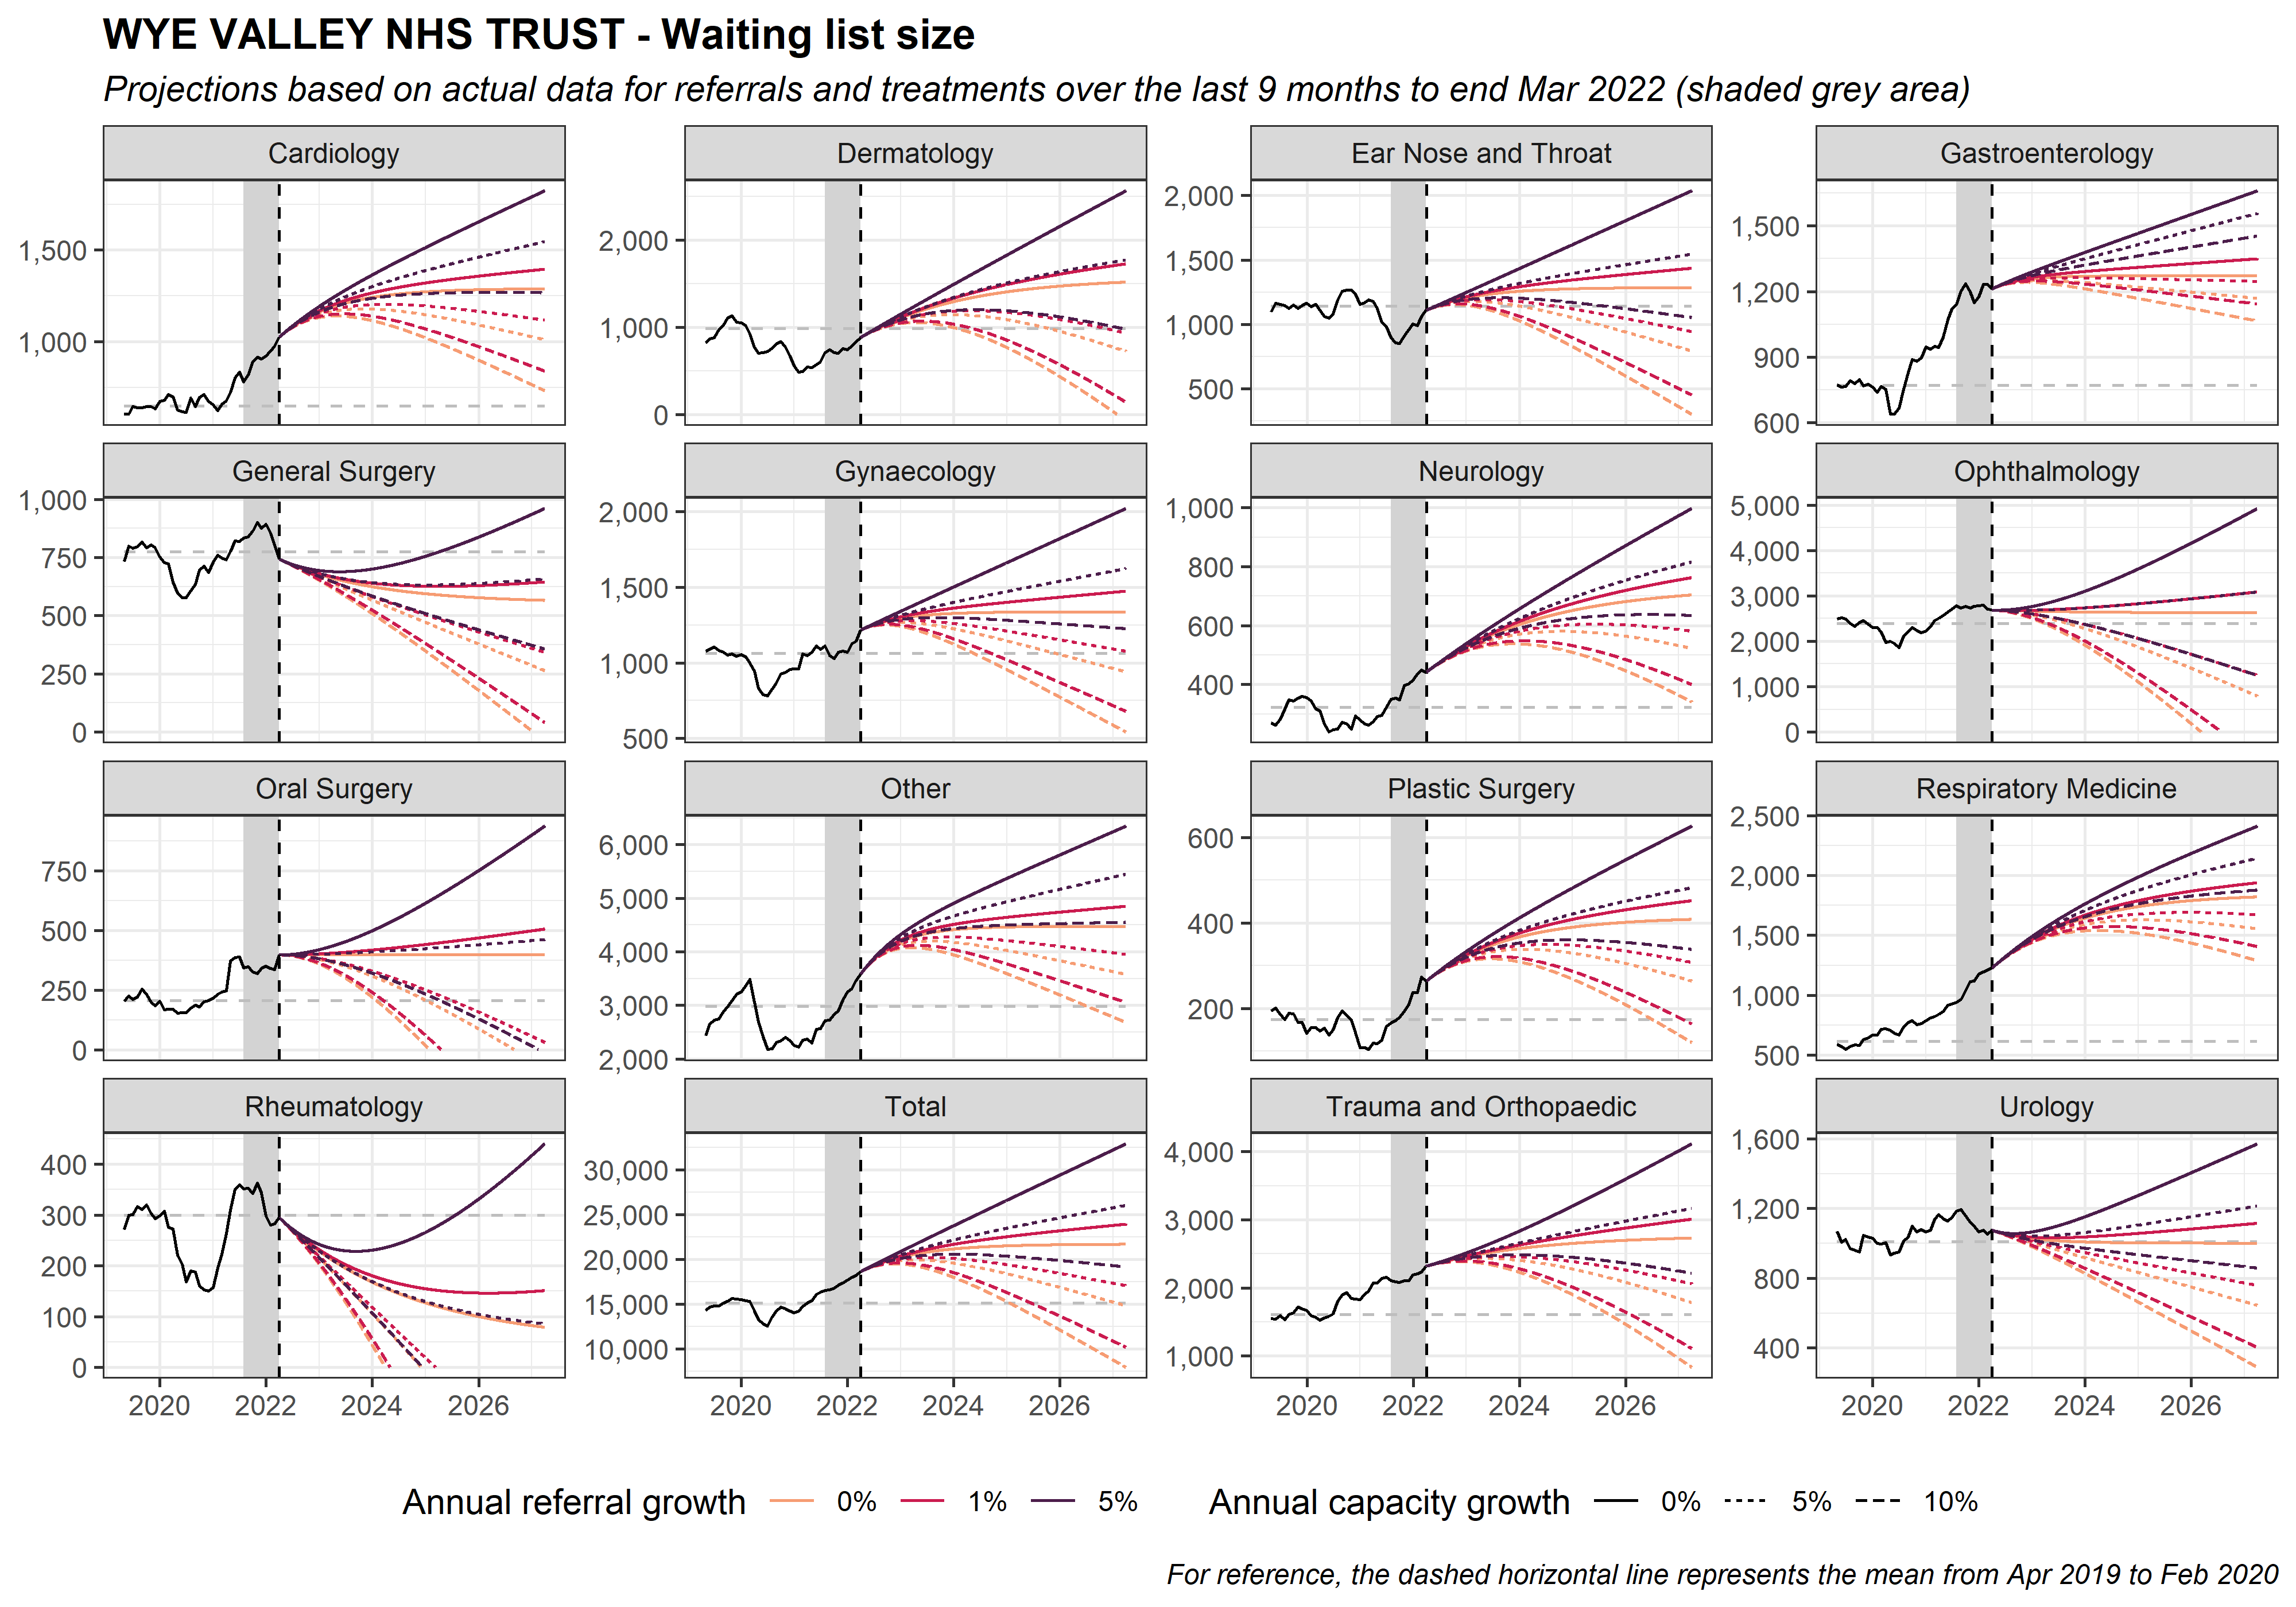 WYE VALLEY NHS TRUST - Waiting list size
Projections based on actual data for referrals and treatments over the last 9 months to end Mar 2022 (shaded grey area)
Cardiology
Dermatology
Ear Nose and Throat
Gastroenterology
1,500
1,000
2,000
1,000
0
2,000
1,500
1,000
500
1,500
1,200
900
600
General Surgery
Gynaecology
Neurology
Ophthalmology
1,000
750
500
250
0
2,000
1,500
1,000
500
1,000
800
600
400
5,000
4,000
3,000
2,000
1,000
0
Oral Surgery
Other
Plastic Surgery
Respiratory Medicine
750
500
250
0
6,000
5,000
4,000
3,000
2,000
600
400
200
2,500
2,000
1,500
1,000
500
Rheumatology
Total
Trauma and Orthopaedic
Urology
400
300
200
100
0
30,000
25,000
20,000
15,000
10,000
4,000
3,000
2,000
1,000
1,600
1,200
800
400
2020 2022 2024 2026
2020 2022 2024 2026
2020 2022 2024 2026
2020 2022 2024 2026
Annual referral growth 0% 1% 5%
Annual capacity growth 0% 5% 10%
For reference, the dashed horizontal line represents the mean from Apr 2019 to Feb 2020